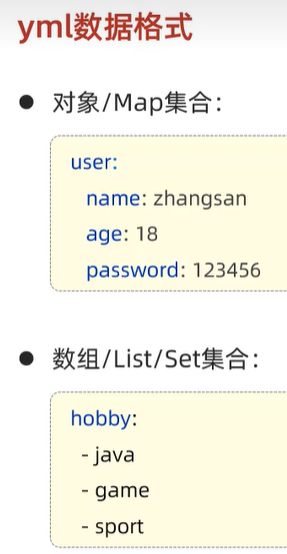 yml数据格式
● 对象/Map集合：
user:
  name: zhangsan
  age: 18
  password: 123456
● 数组/List/Set集合：
hobby:
  - java
  - game
  - sport